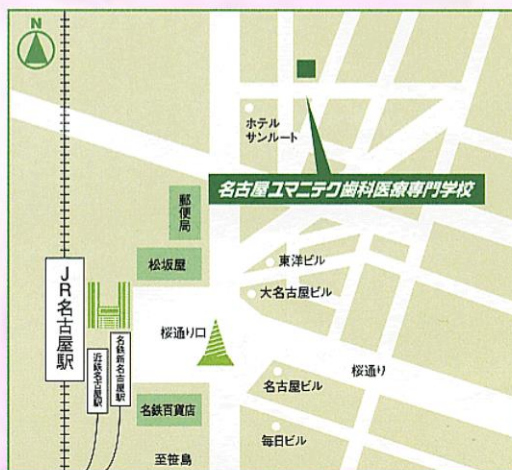 N
ホテル
サンルート
名古屋ユマニテク歯科医療専門学校
郵便局
松坂屋
東洋ビル
大名古屋ビル
JR名古屋駅
桜通り口
名鉄新名古屋駅
近鉄名古屋駅
桜通り
名古屋ビル
名鉄百貨店
毎日ビル
至笹島